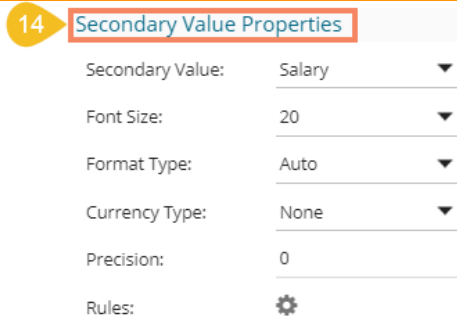 14 Secondary Value Properties
Secondary Value: Salary
Font Size: 20
Format Type: Auto
Currency Type: None
Precision: 0
Rules: